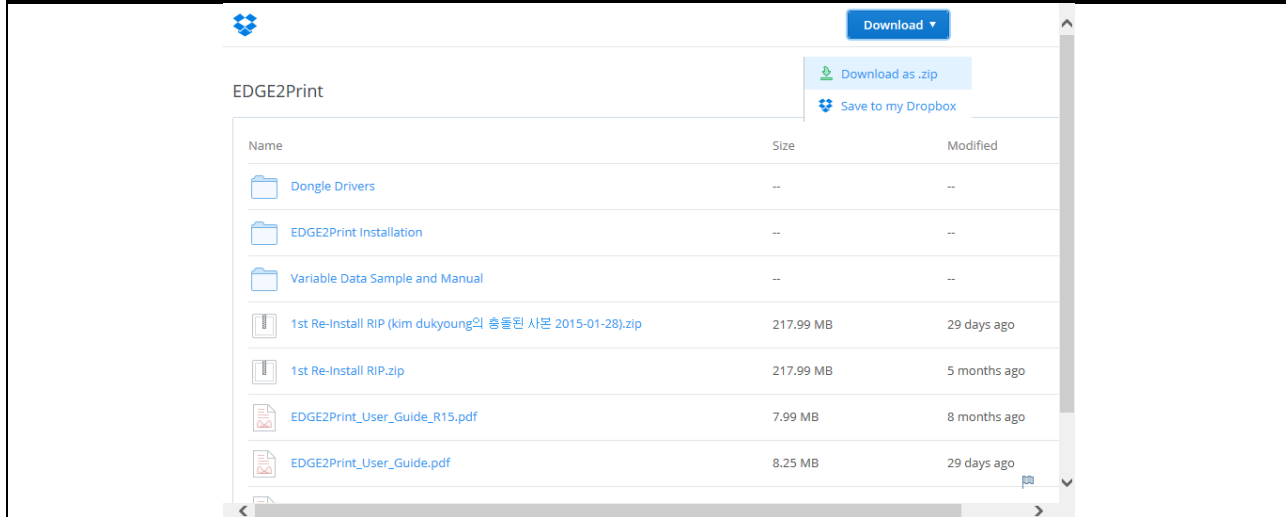 Download ▾
Download as .zip
EDGE2Print
Save to my Dropbox
Name Size Modified
Dongle Drivers -- --
EDGE2Print Installation -- --
Variable Data Sample and Manual -- --
1st Re-Install RIP (kim dukyoung의 충돌된 사본 2015-01-28).zip 217.99 MB 29 days ago
1st Re-Install RIP.zip 217.99 MB 5 months ago
EDGE2Print_User_Guide_R15.pdf 7.99 MB 8 months ago
EDGE2Print_User_Guide.pdf 8.25 MB 29 days ago